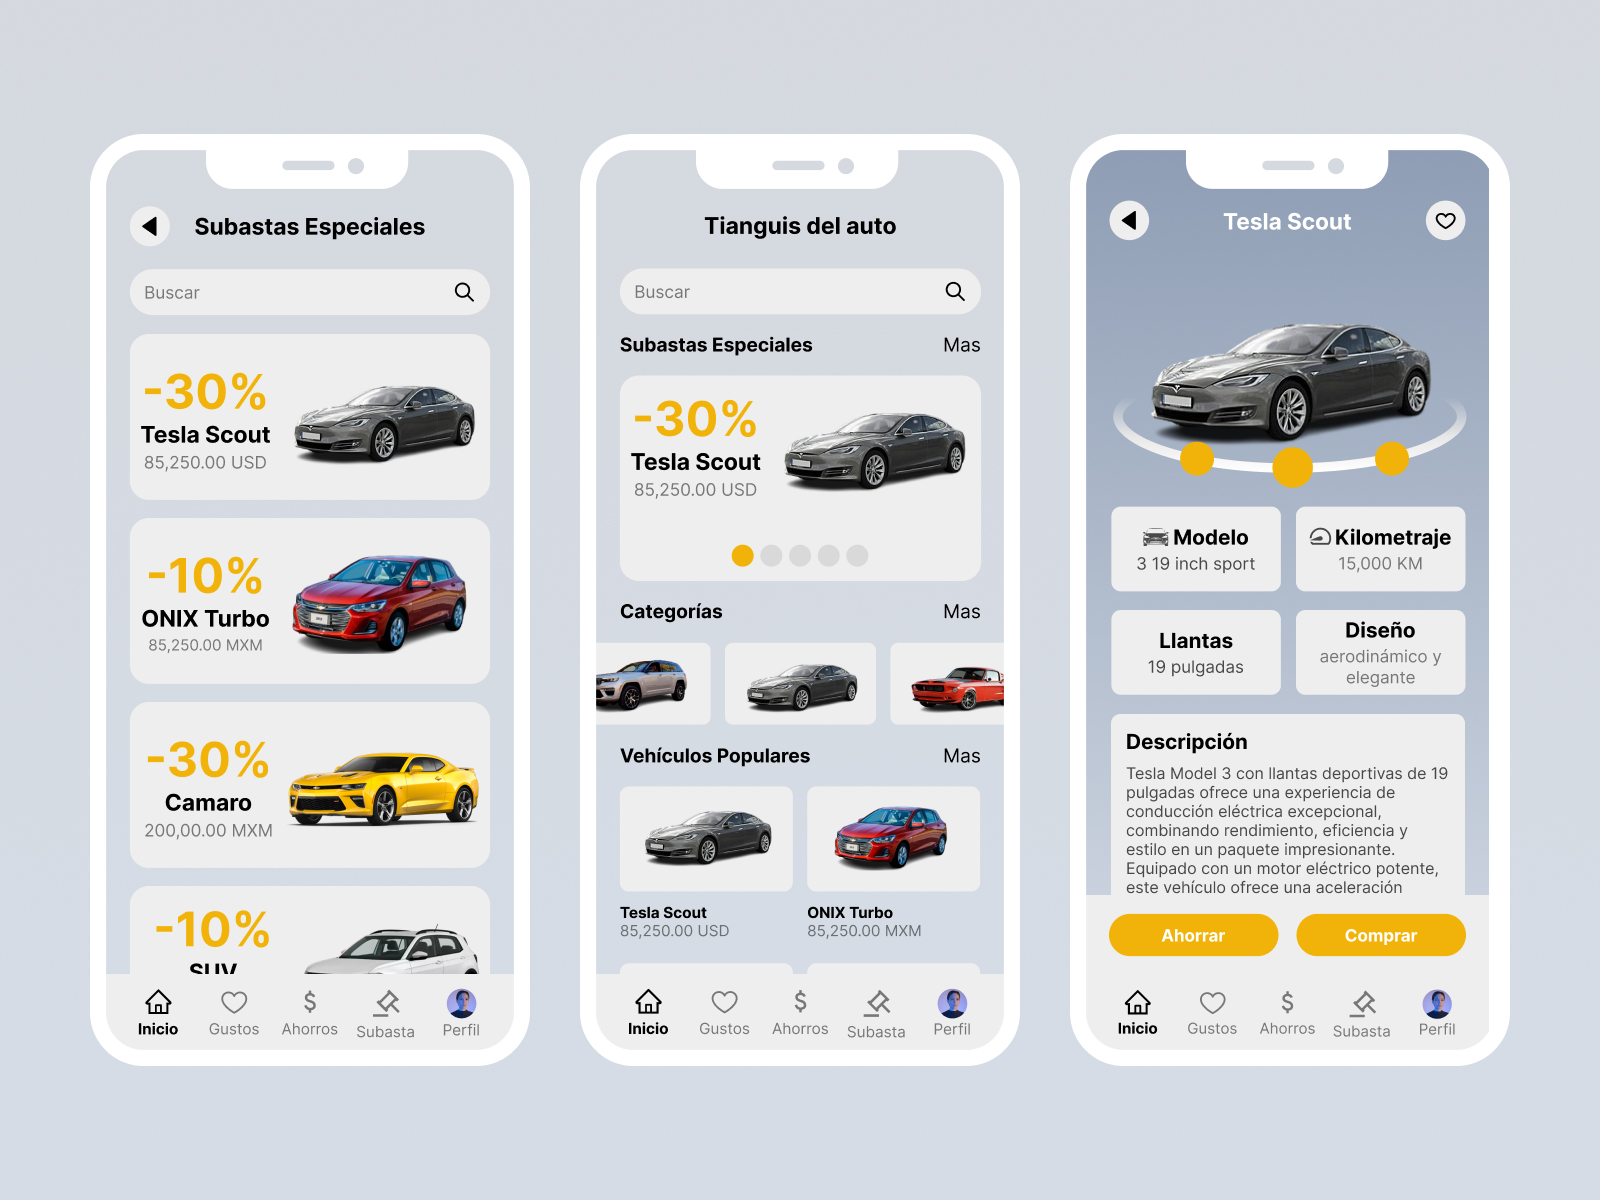 Subastas Especiales
Buscar
-30%
Tesla Scout
85,250.00 USD
-10%
ONIX Turbo
85,250.00 MXM
-30%
Camaro
200,00.00 MXM
-10%
SUV
Inicio
Gustos
Ahorros
Subasta
Perfil
Tianguis del auto
Buscar
Subastas Especiales
Mas
-30%
Tesla Scout
85,250.00 USD
Categorías
Mas
Vehículos Populares
Mas
Tesla Scout
85,250.00 USD
ONIX Turbo
85,250.00 MXM
Inicio
Gustos
Ahorros
Subasta
Perfil
Tesla Scout
Modelo
3 19 inch sport
Kilometraje
15,000 KM
Llantas
19 pulgadas
Diseño
aerodinámico y
elegante
Descripción
Tesla Model 3 con llantas deportivas de 19
pulgadas ofrece una experiencia de
conducción eléctrica excepcional,
combinando rendimiento, eficiencia y
estilo en un paquete impresionante.
Equipado con un motor eléctrico potente,
este vehículo ofrece una aceleración
Ahorrar
Comprar
Inicio
Gustos
Ahorros
Subasta
Perfil